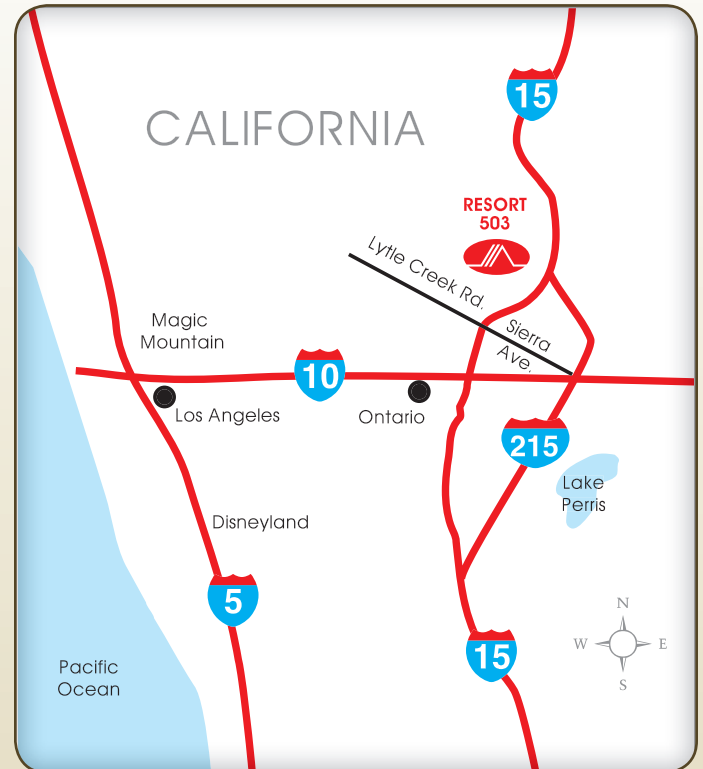 15
CALIFORNIA
RESORT
503
Lytle Creek Rd.
Sierra
Ave.
Magic
Mountain
10
Los Angeles
Ontario
215
Lake
Perris
Disneyland
5
N
W
E
S
15
Pacific
Ocean